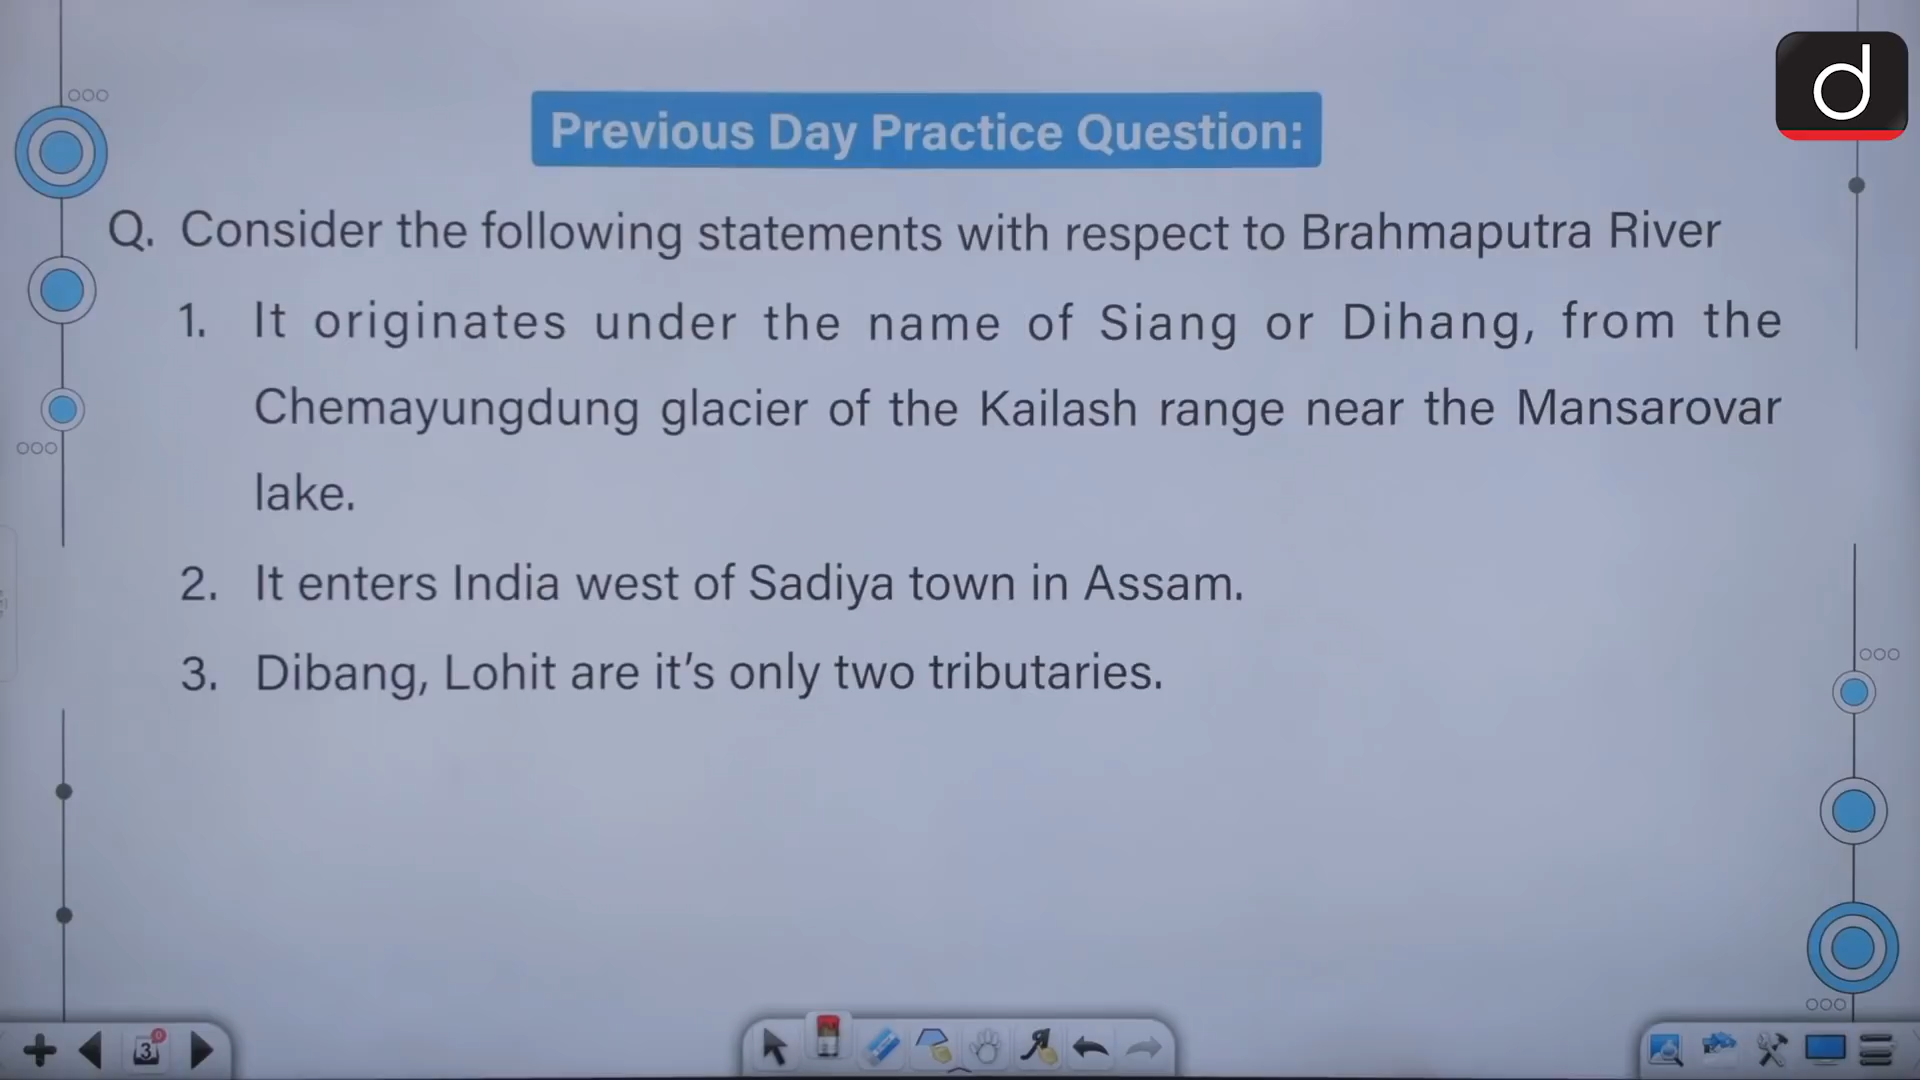 d
Previous Day Practice Question:
Q. Consider the following statements with respect to Brahmaputra River
1. It originates under the name of Siang or Dihang, from the
Chemayungdung glacier of the Kailash range near the Mansarovar
lake.
2. It enters India west of Sadiya town in Assam.
3. Dibang, Lohit are it's only two tributaries.
3
0